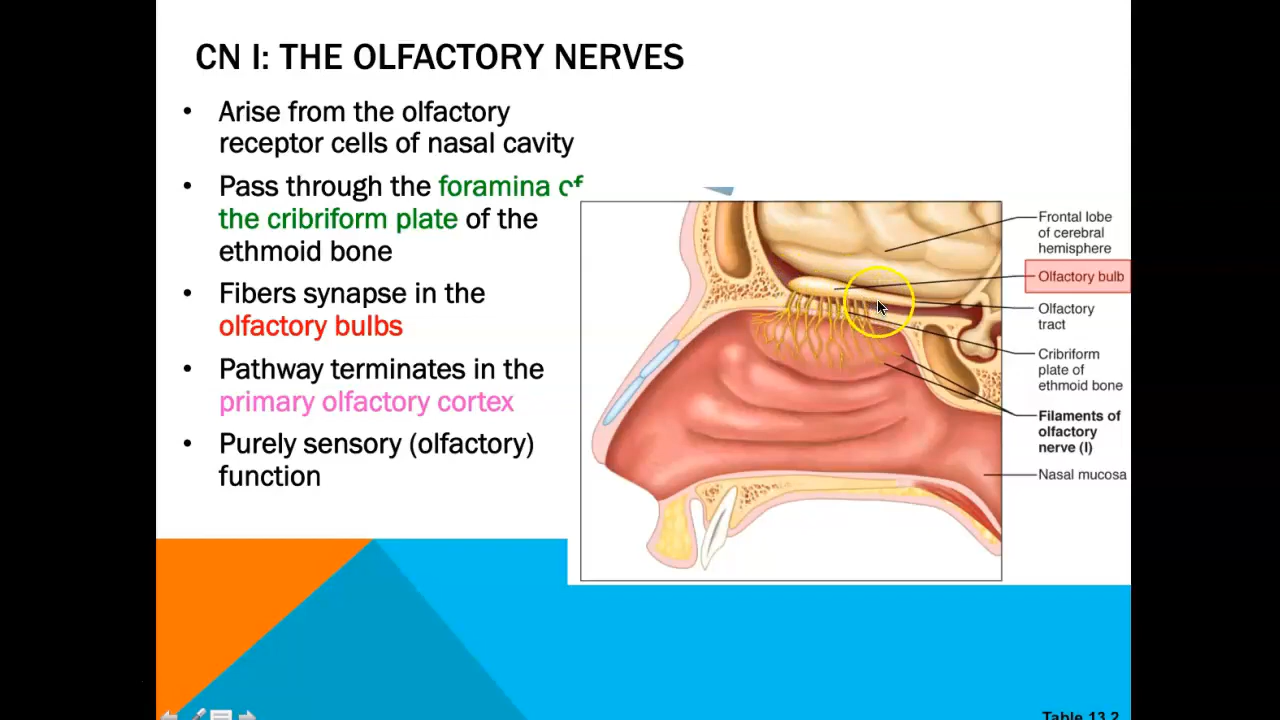 CN I: THE OLFACTORY NERVES
• Arise from the olfactory
receptor cells of nasal cavity
• Pass through the foramina of
the cribriform plate of the
ethmoid bone
• Fibers synapse in the
olfactory bulbs
• Pathway terminates in the
primary olfactory cortex
• Purely sensory (olfactory)
function
Frontal lobe
of cerebral
hemisphere
Olfactory bulb
Olfactory
tract
Cribriform
plate of
ethmoid bone
Filaments of
olfactory
nerve (I)
Nasal mucosa
Table 13.2